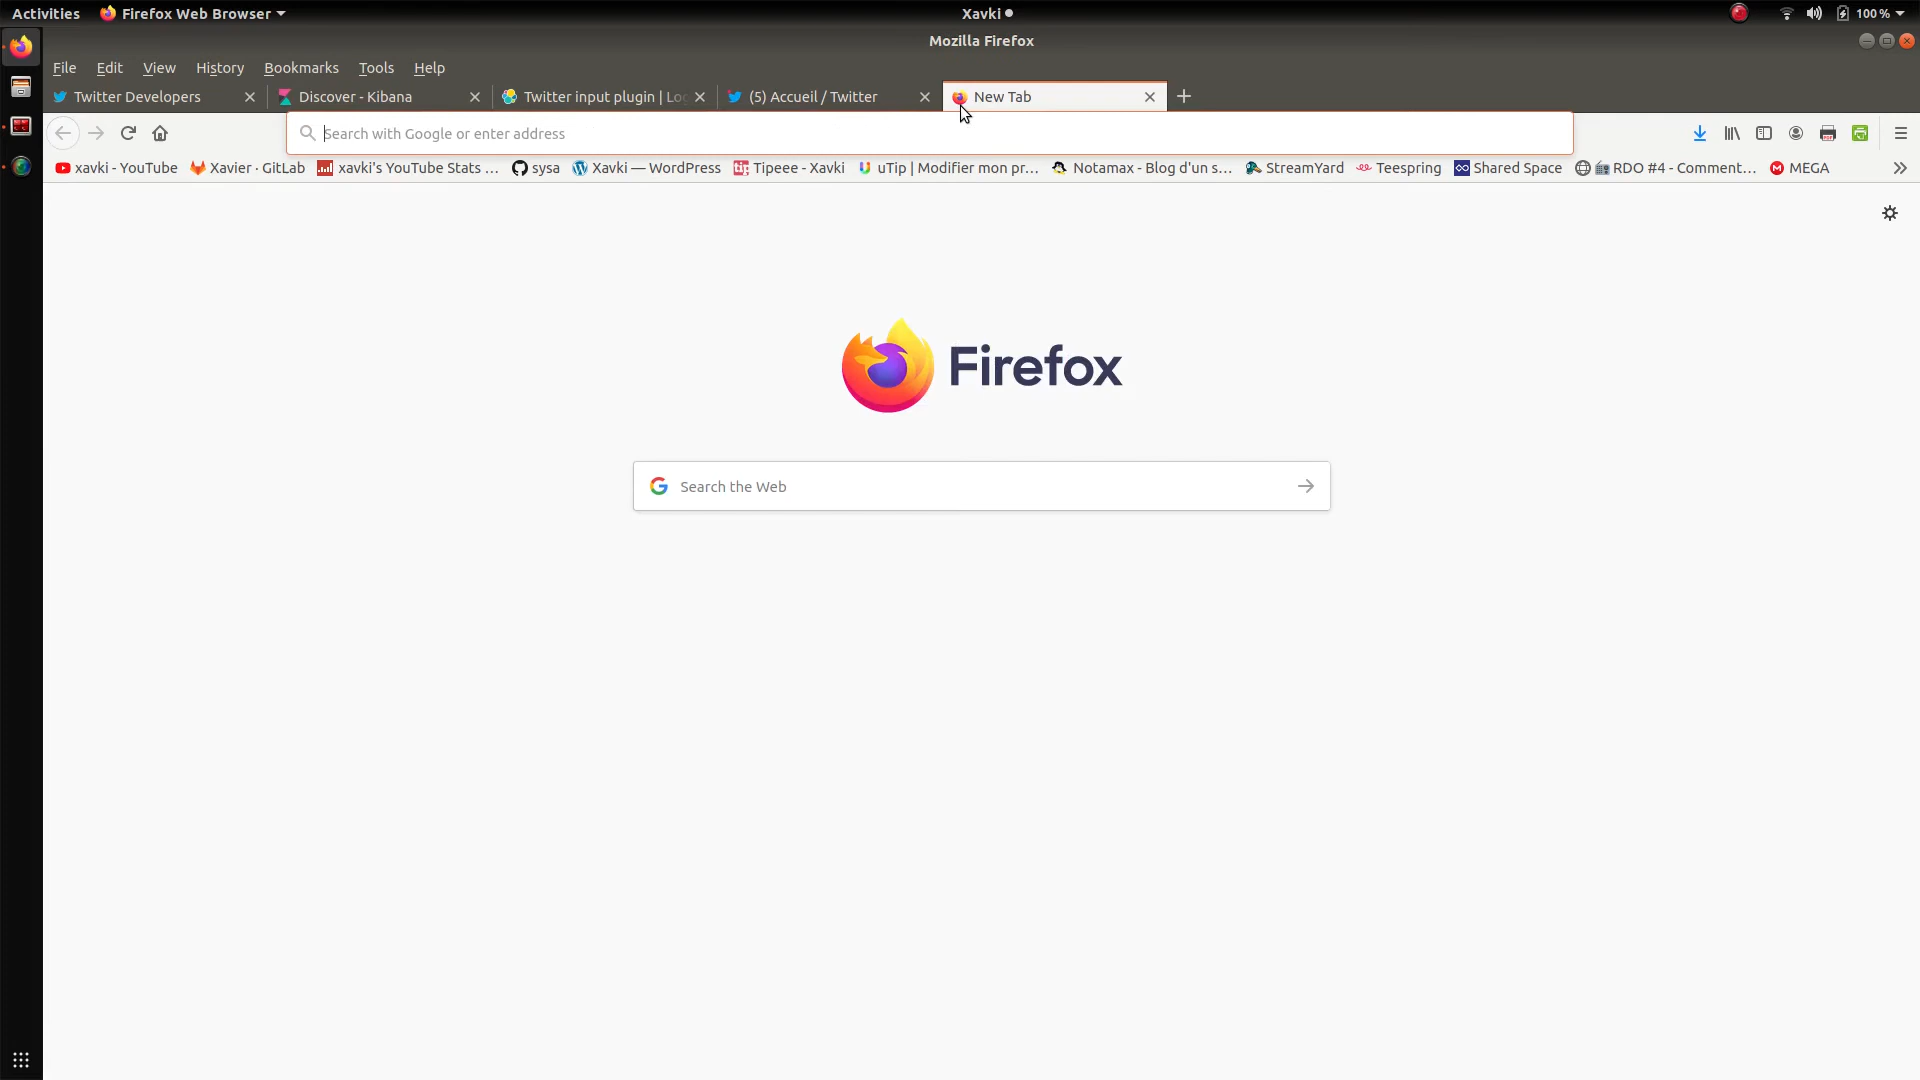 Activities Firefox Web Browser Xavki 100 %
Mozilla Firefox
File Edit View History Bookmarks Tools Help
Twitter Developers Discover - Kibana Twitter input plugin | Log (5) Accueil / Twitter New Tab
Search with Google or enter address
xavki - YouTube Xavier · GitLab xavki's YouTube Stats … sysa Xavki — WordPress Tipeee - Xavki uTip | Modifier mon pr… Notamax - Blog d'un s… StreamYard Teespring Shared Space RDO #4 - Comment… MEGA
Firefox
Search the Web